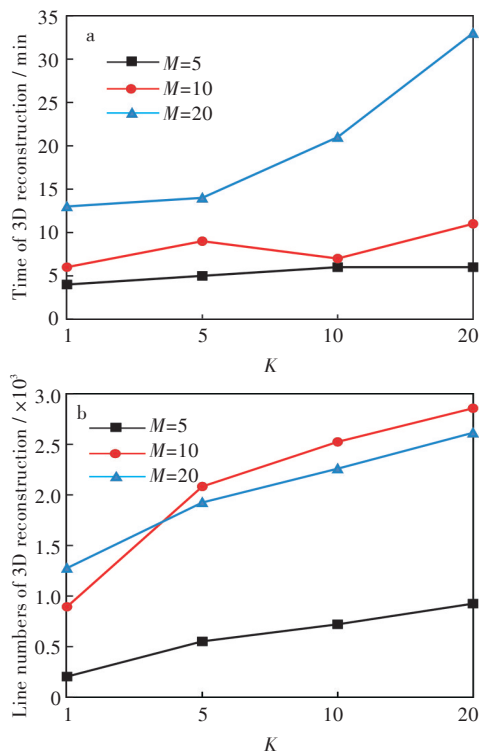 a
M=5
M=10
M=20
Time of 3D reconstruction / min
35
30
25
20
15
10
5
0
1
5
10
20
K
b
M=5
M=10
M=20
Line numbers of 3D reconstruction / ×10³
3.0
2.5
2.0
1.5
1.0
0.5
0
1
5
10
20
K